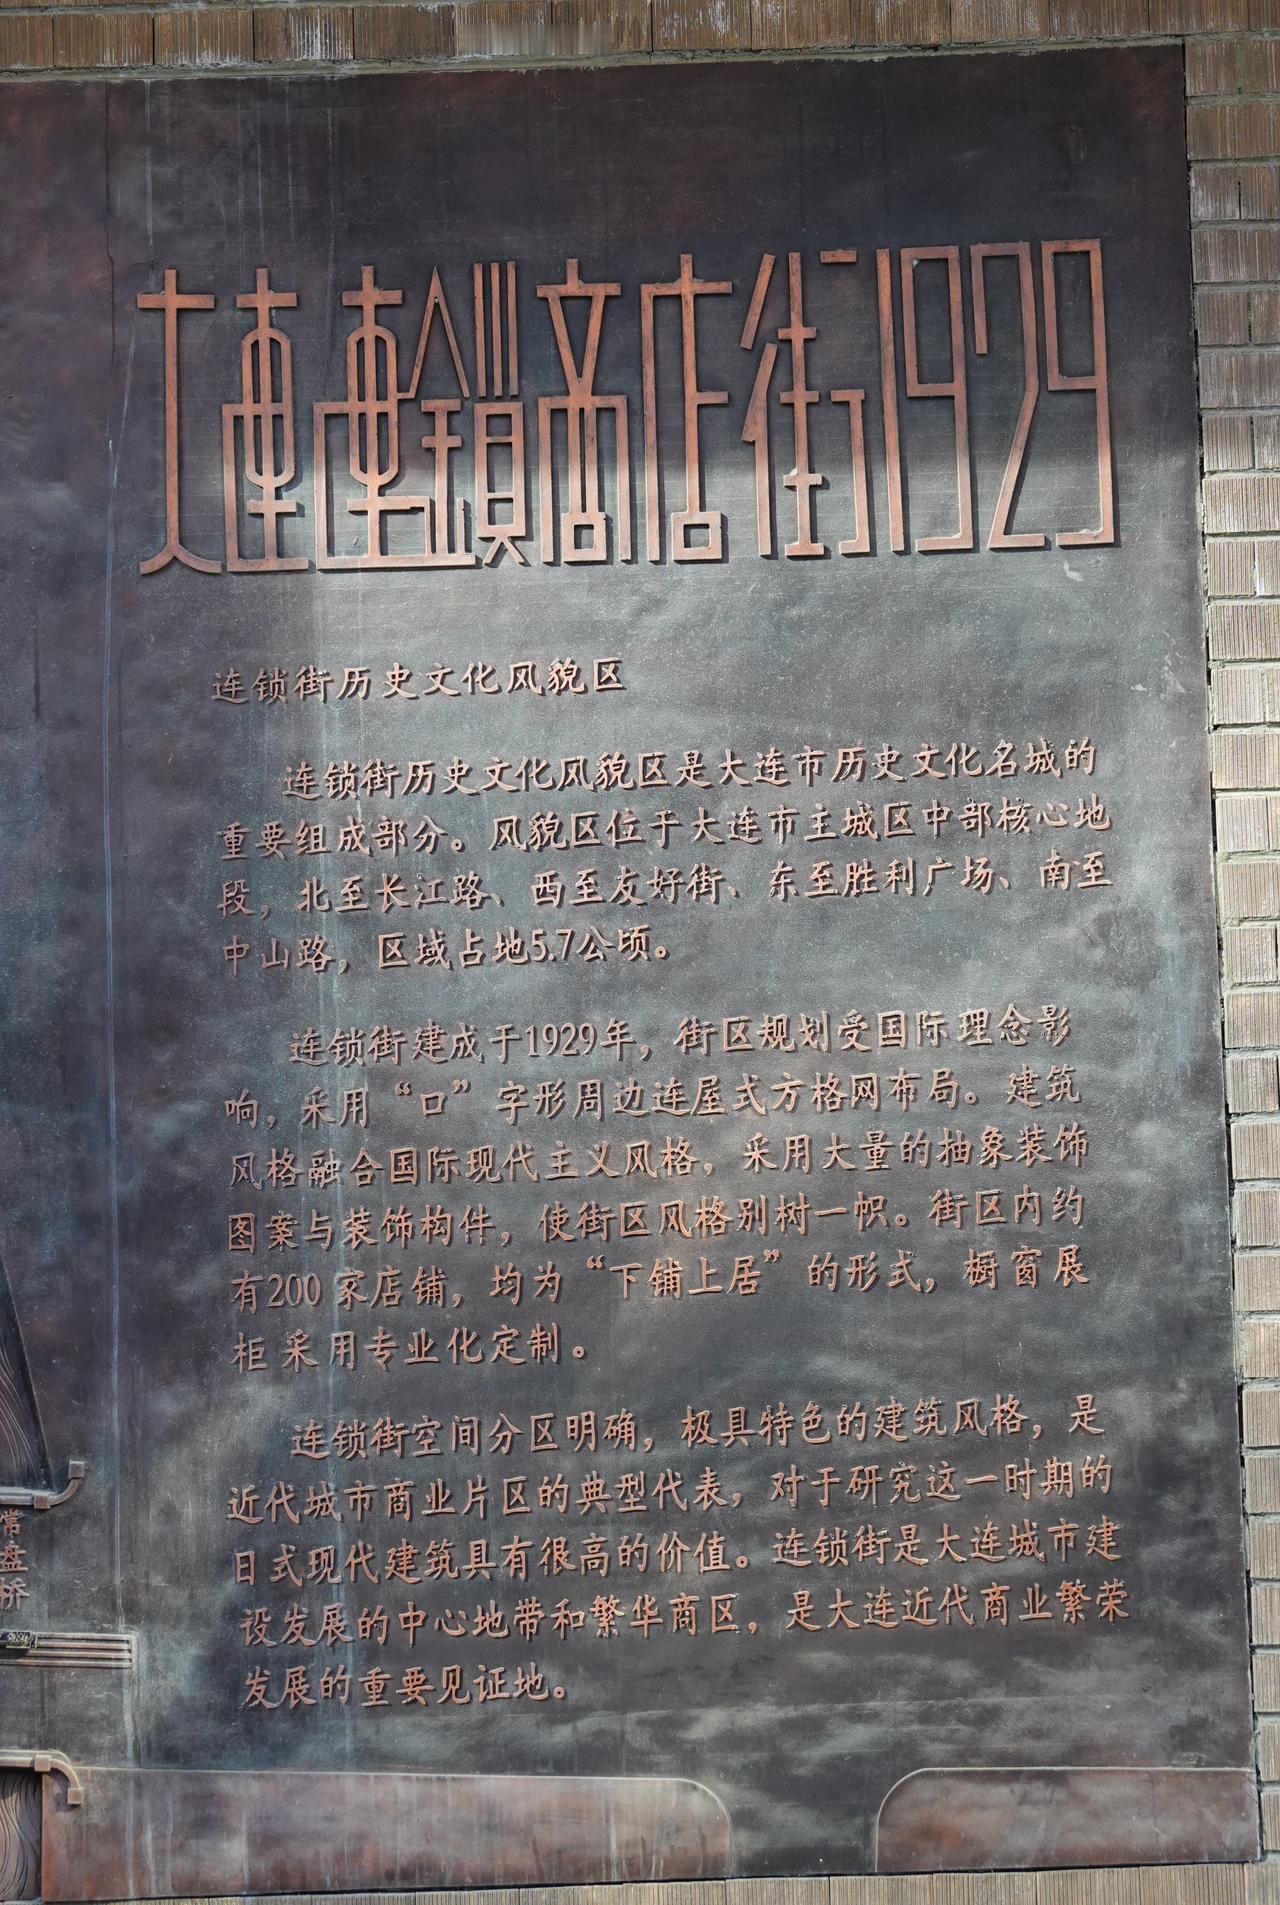 大連連鎖商店街1929
连锁街历史文化风貌区
连锁街历史文化风貌区是大连市历史文化名城的
重要组成部分。风貌区位于大连市主城区中部核心地
段，北至长江路、西至友好街、东至胜利广场、南至
中山路，区域占地5.7公顷。
连锁街建成于1929年，街区规划受国际理念影
响，采用“口”字形周边连屋式方格网布局。建筑
风格融合国际现代主义风格，采用大量的抽象装饰
图案与装饰构件，使街区风格别树一帜。街区内约
有200家店铺，均为“下铺上居”的形式，橱窗展
柜采用专业化定制。
连锁街空间分区明确，极具特色的建筑风格，是
近代城市商业片区的典型代表，对于研究这一时期的
日式现代建筑具有很高的价值。连锁街是大连城市建
设发展的中心地带和繁华商区，是大连近代商业繁荣
发展的重要见证地。
常盘桥